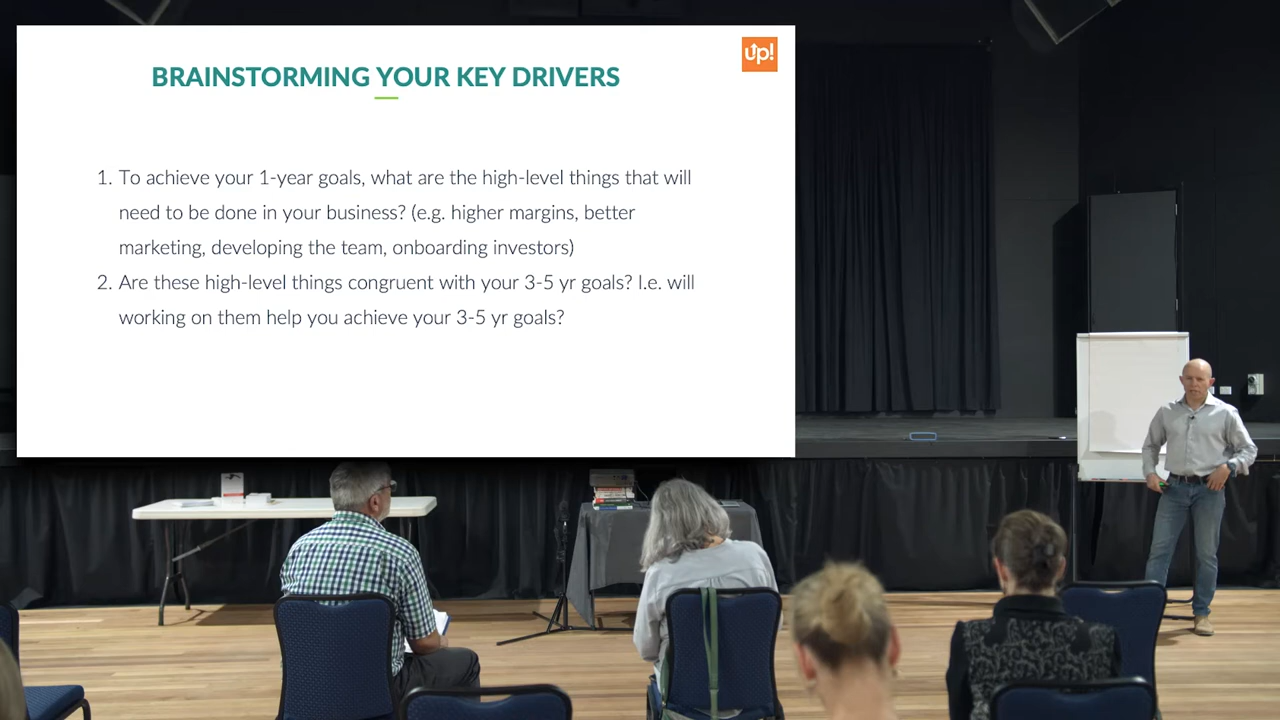 up!
BRAINSTORMING YOUR KEY DRIVERS
1. To achieve your 1-year goals, what are the high-level things that will
need to be done in your business? (e.g. higher margins, better
marketing, developing the team, onboarding investors)
2. Are these high-level things congruent with your 3-5 yr goals? I.e. will
working on them help you achieve your 3-5 yr goals?